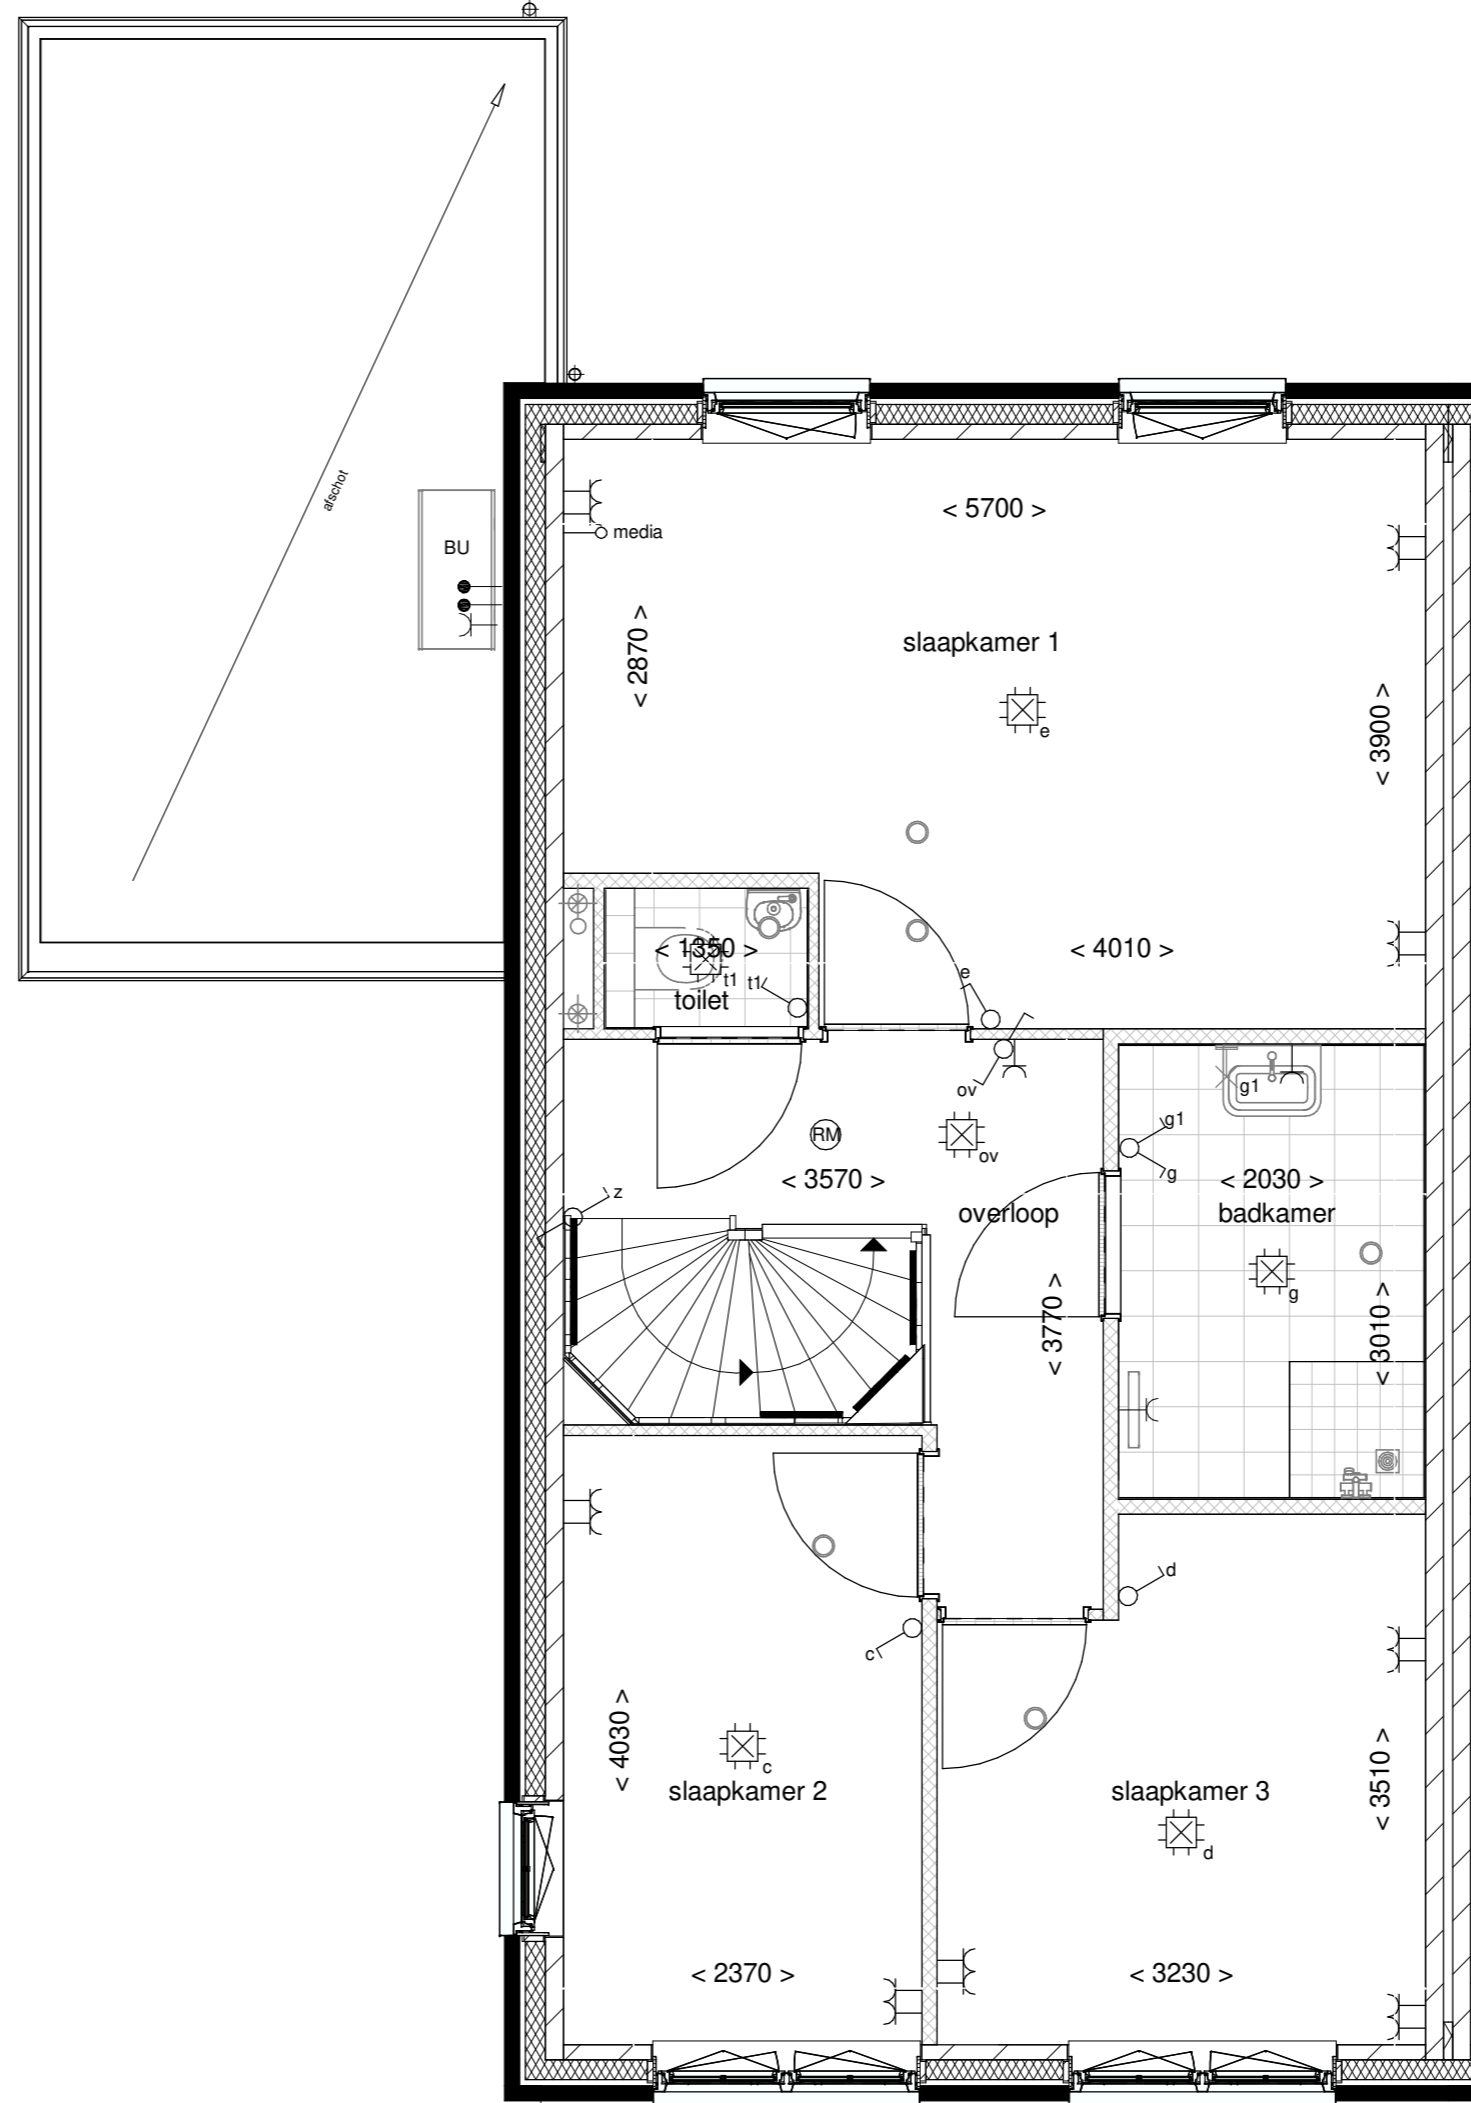 < 5700 >
media
afschot
BU
< 2870 >
slaapkamer 1
e
< 3900 >
< 1350 >
t1
t1
toilet
e
< 4010 >
ov
g1
RM
ov
g1
g
< 3570 >
< 2030 >
z
overloop
badkamer
g
< 3770 >
< 3010 >
d
c
< 4030 >
c
slaapkamer 2
slaapkamer 3
< 3510 >
d
< 2370 >
< 3230 >